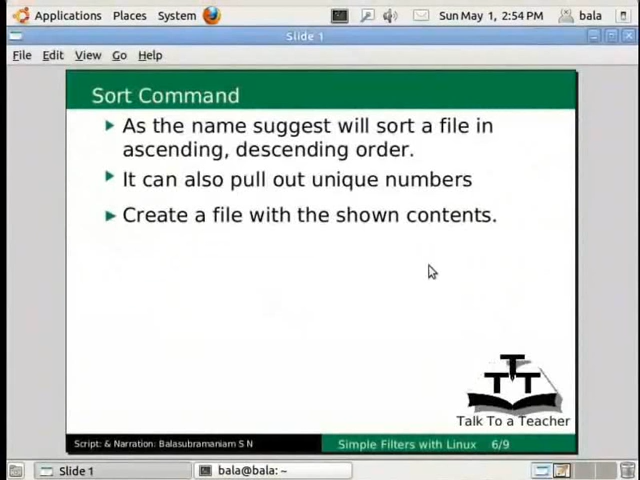 Applications Places System Sun May 1, 2:54 PM bala
Slide 1
File Edit View Go Help
Sort Command
As the name suggest will sort a file in
ascending, descending order.
It can also pull out unique numbers
Create a file with the shown contents.
TTT
Talk To a Teacher
Script: & Narration: Balasubramaniam S N Simple Filters with Linux 6/9
Slide 1 bala@bala: ~